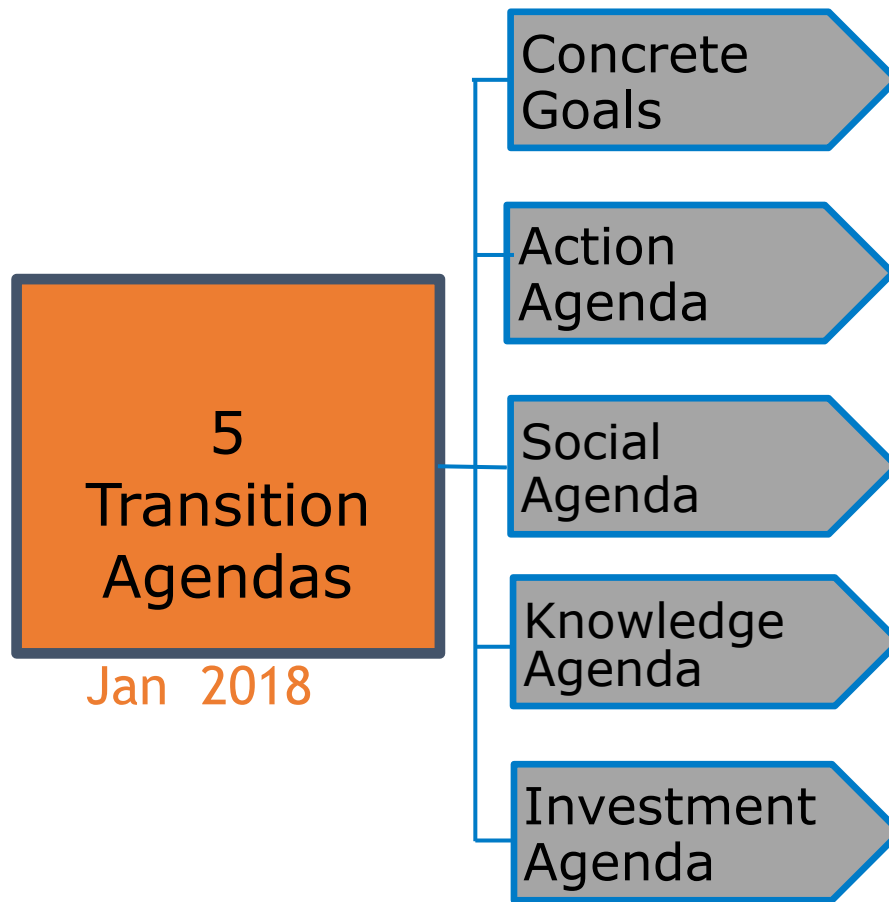 5
Transition
Agendas
Jan 2018
Concrete
Goals
Action
Agenda
Social
Agenda
Knowledge
Agenda
Investment
Agenda